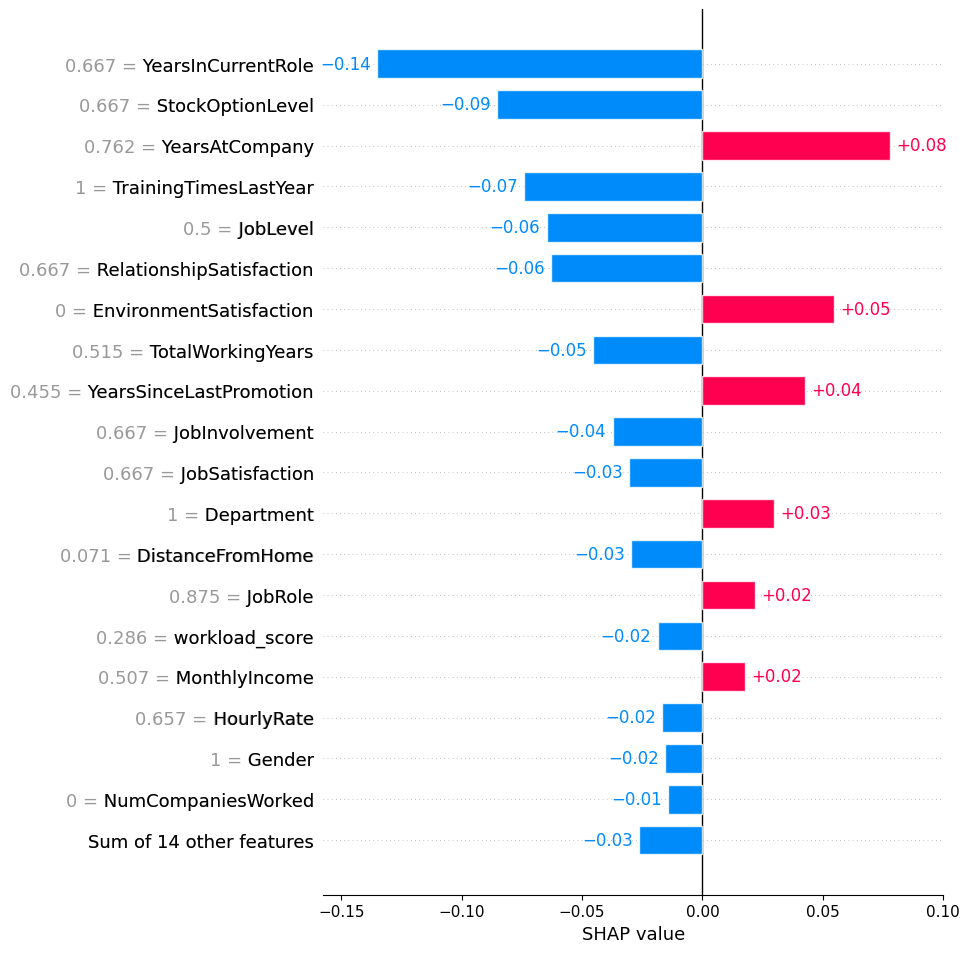 0.667 = YearsInCurrentRole −0.14
0.667 = StockOptionLevel −0.09
0.762 = YearsAtCompany +0.08
1 = TrainingTimesLastYear −0.07
0.5 = JobLevel −0.06
0.667 = RelationshipSatisfaction −0.06
0 = EnvironmentSatisfaction +0.05
0.515 = TotalWorkingYears −0.05
0.455 = YearsSinceLastPromotion +0.04
0.667 = JobInvolvement −0.04
0.667 = JobSatisfaction −0.03
1 = Department +0.03
0.071 = DistanceFromHome −0.03
0.875 = JobRole +0.02
0.286 = workload_score −0.02
0.507 = MonthlyIncome +0.02
0.657 = HourlyRate −0.02
1 = Gender −0.02
0 = NumCompaniesWorked −0.01
Sum of 14 other features −0.03
−0.15 −0.10 −0.05 0.00 0.05 0.10
SHAP value